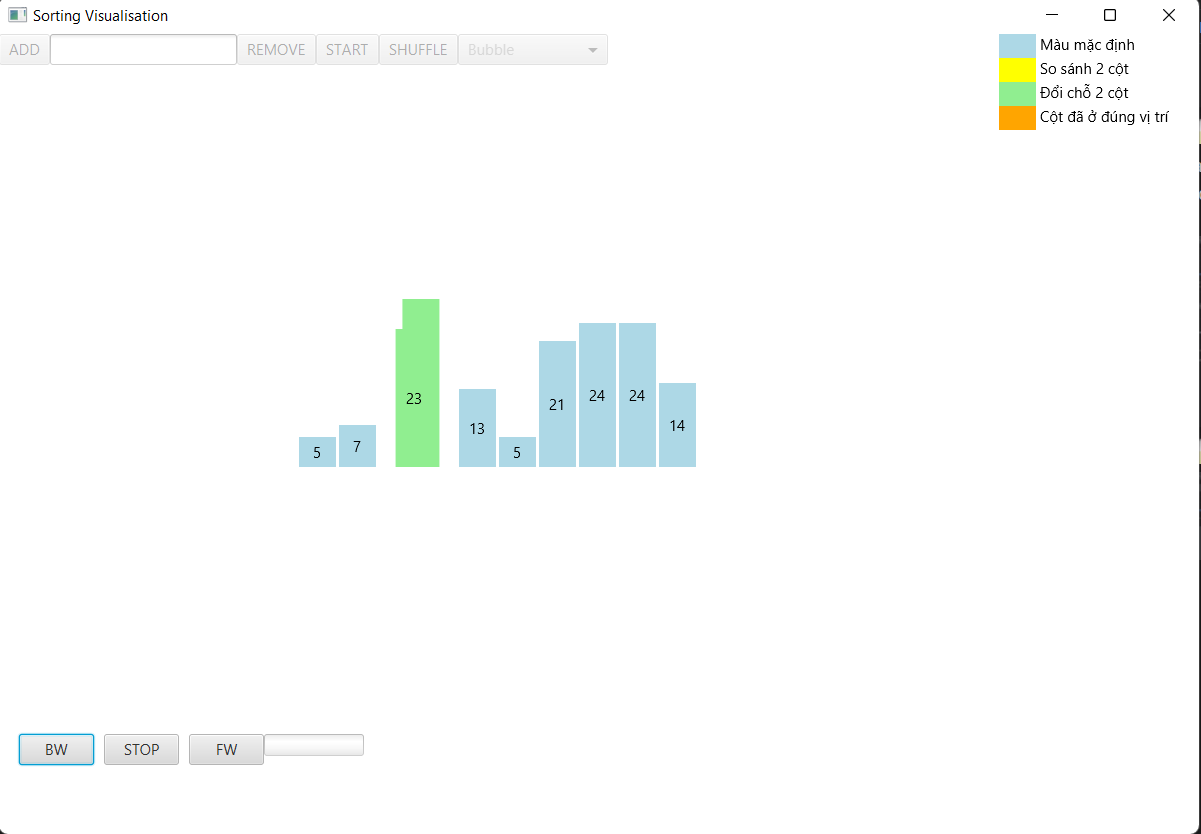 Sorting Visualisation
ADD REMOVE START SHUFFLE Bubble
Màu mặc định
So sánh 2 cột
Đổi chỗ 2 cột
Cột đã ở đúng vị trí
5 7 23 13 5 21 24 24 14
BW STOP FW